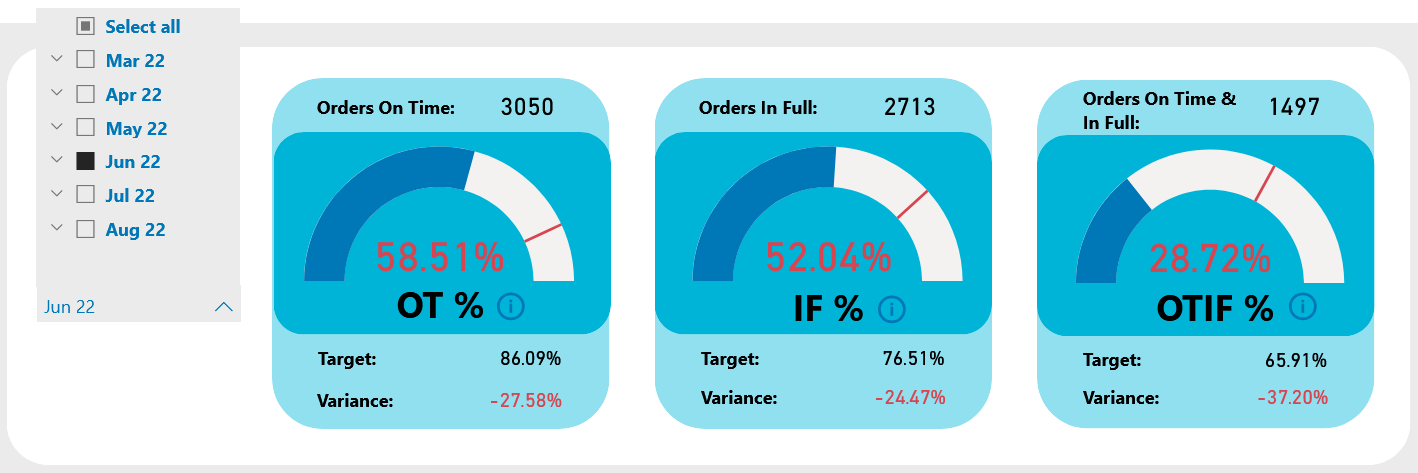 Select all
Mar 22
Apr 22
May 22
Jun 22
Jul 22
Aug 22
Jun 22
Orders On Time: 3050
58.51%
OT %
Target: 86.09%
Variance: -27.58%
Orders In Full: 2713
52.04%
IF %
Target: 76.51%
Variance: -24.47%
Orders On Time & 1497
In Full:
28.72%
OTIF %
Target: 65.91%
Variance: -37.20%